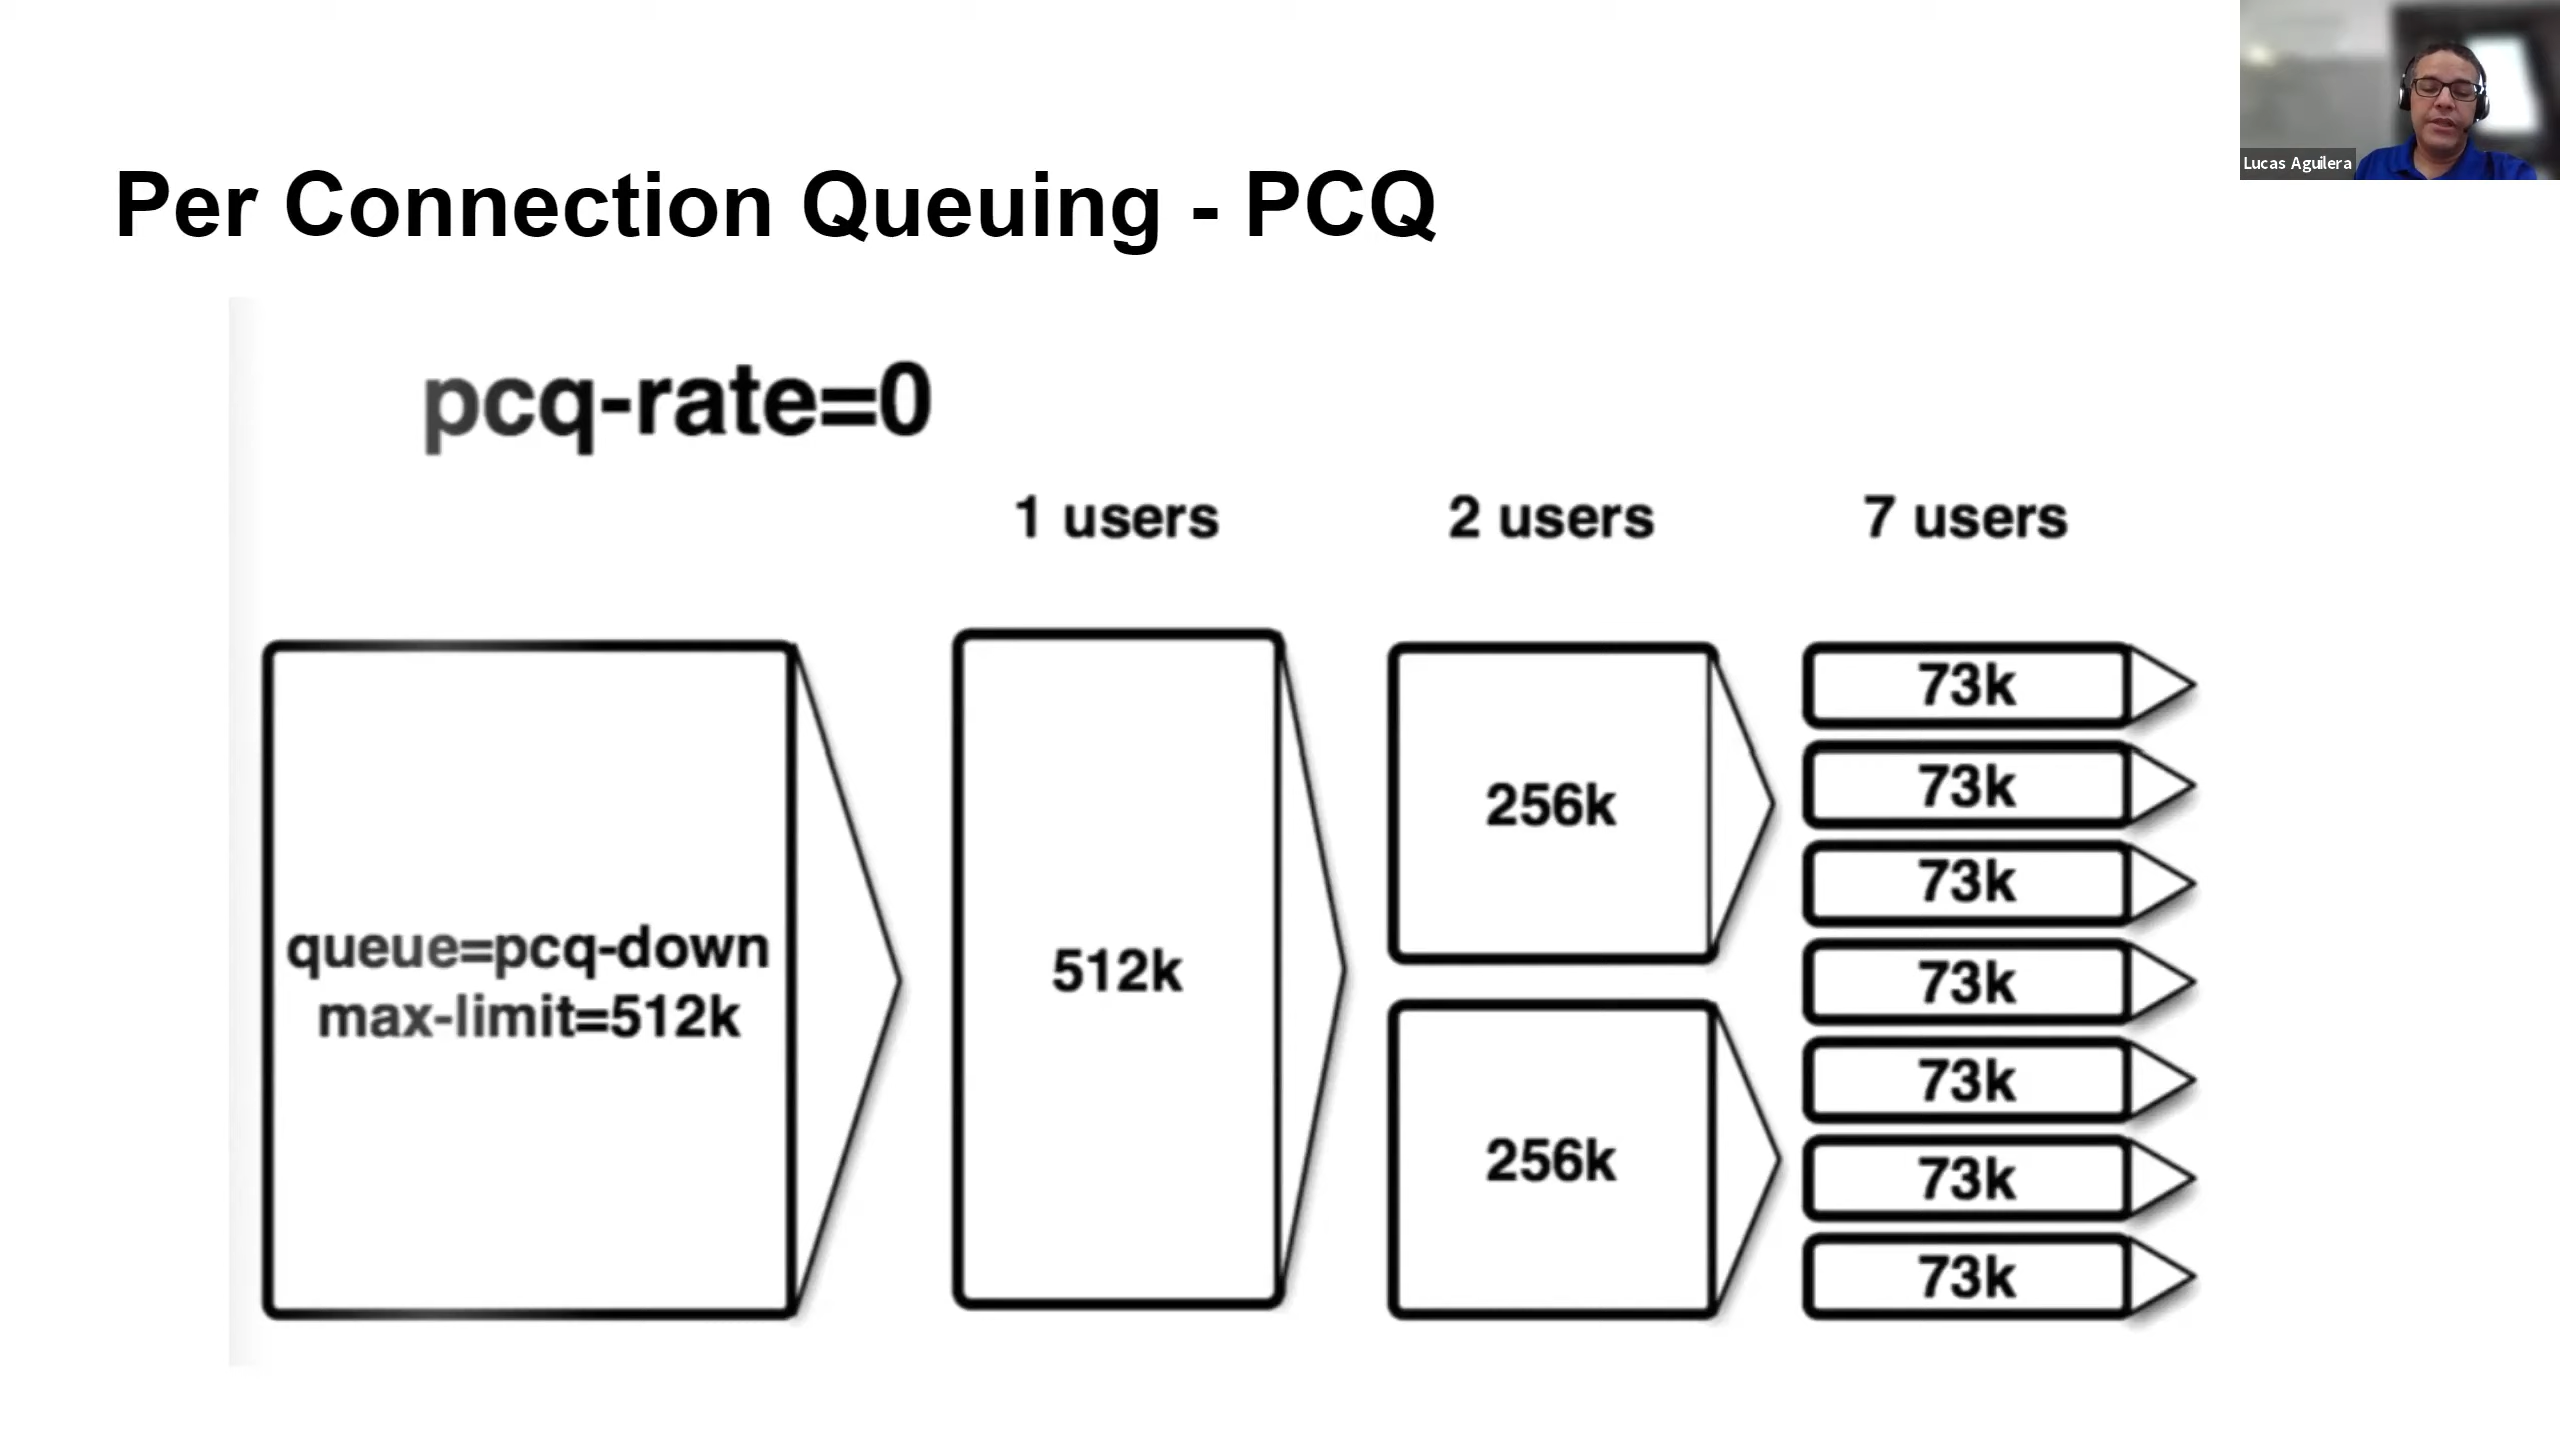 Lucas Aguilera
Per Connection Queuing - PCQ
pcq-rate=0
1 users
2 users
7 users
queue=pcq-down
max-limit=512k
512k
256k
256k
73k
73k
73k
73k
73k
73k
73k